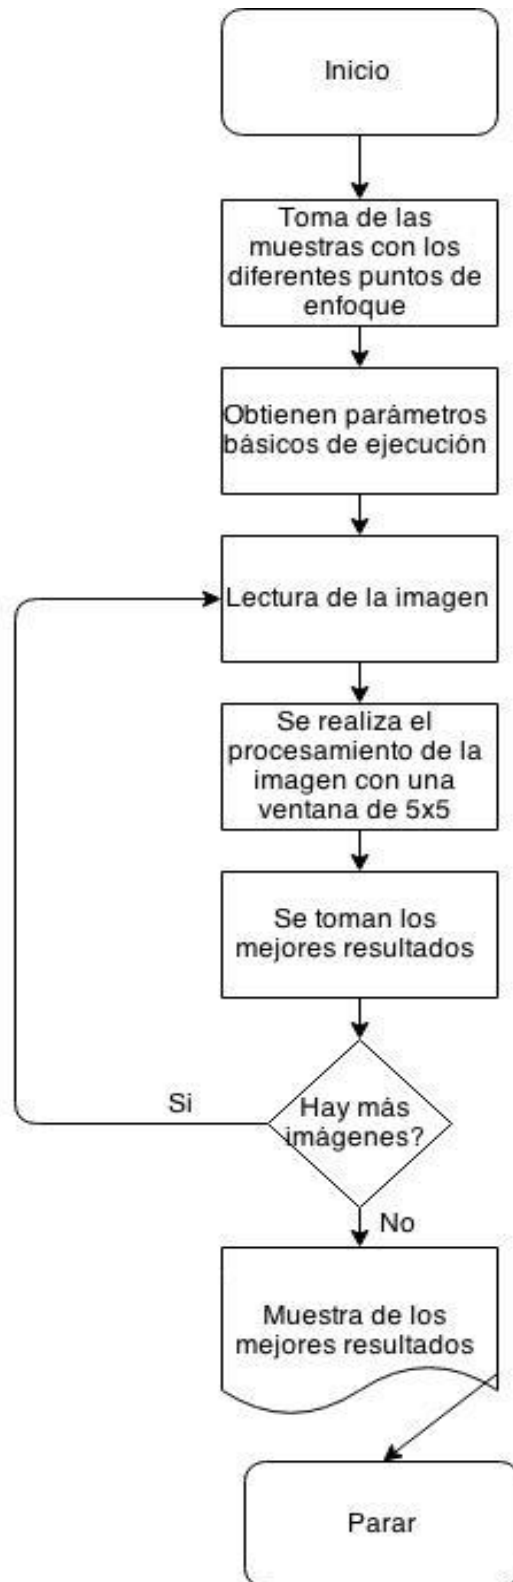 Inicio
Toma de las
muestras con los
diferentes puntos de
enfoque
Obtienen parámetros
básicos de ejecución
Lectura de la imagen
Se realiza el
procesamiento de la
imagen con una
ventana de 5x5
Se toman los
mejores resultados
Si
Hay más
imágenes?
No
Muestra de los
mejores resultados
Parar